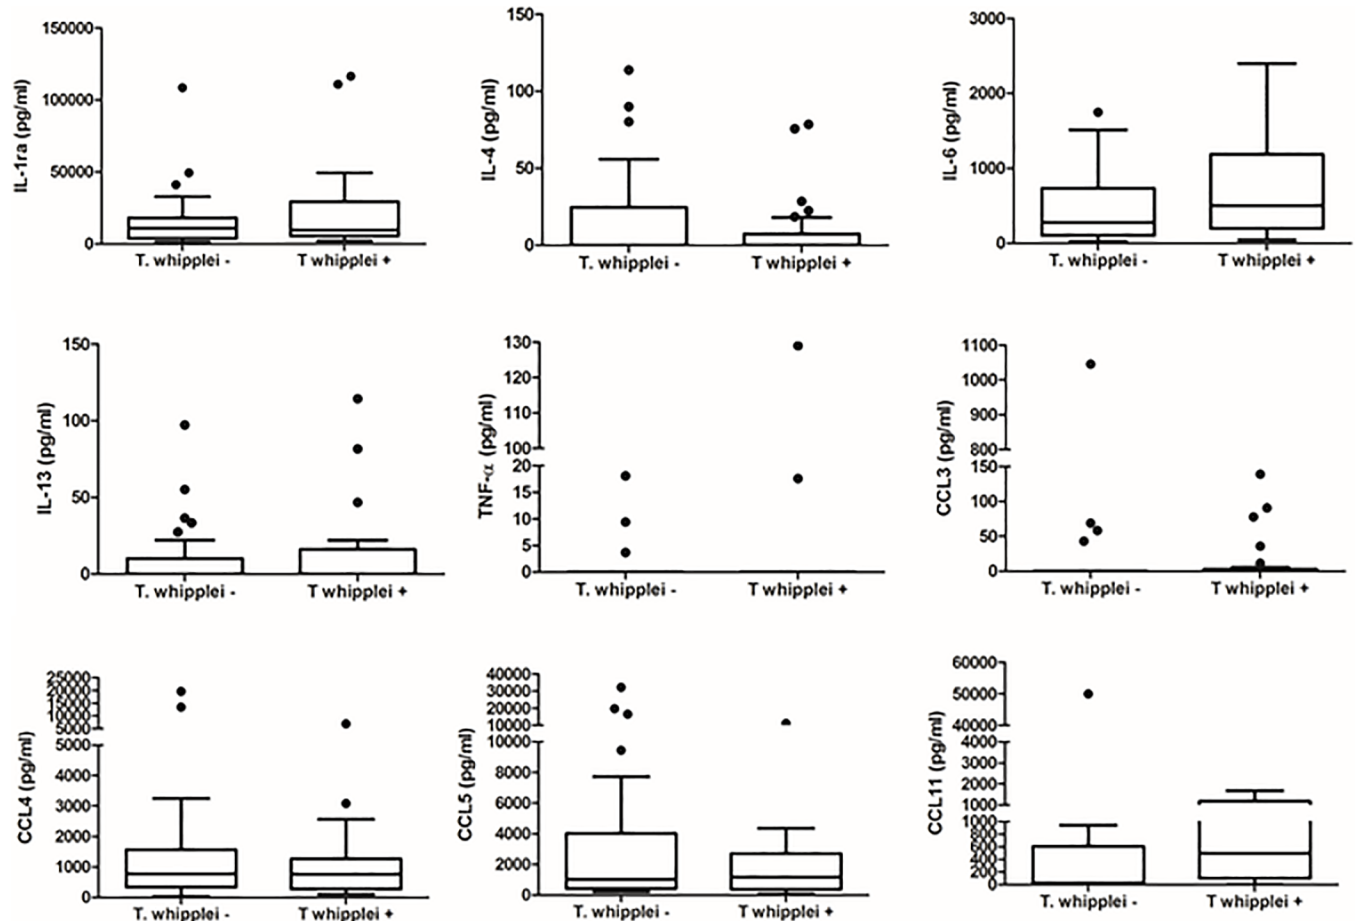 IL-1ra (pg/ml)
150000
100000
50000
0
T. whipplei -
T whipplei +
IL-4 (pg/ml)
150
100
50
0
T. whipplei -
T whipplei +
IL-6 (pg/ml)
3000
2000
1000
0
T. whipplei -
T whipplei +
IL-13 (pg/ml)
150
100
50
0
T. whipplei -
T whipplei +
TNF-α (pg/ml)
130
120
110
100
20
15
10
5
0
T. whipplei -
T whipplei +
CCL3 (pg/ml)
1100
1000
900
800
150
100
50
0
T. whipplei -
T whipplei +
CCL4 (pg/ml)
25000
20000
15000
10000
5000
5000
4000
3000
2000
1000
0
T. whipplei -
T whipplei +
CCL5 (pg/ml)
40000
30000
20000
10000
10000
8000
6000
4000
2000
0
T. whipplei -
T whipplei +
CCL11 (pg/ml)
60000
50000
40000
4000
3000
2000
1000
1000
800
600
400
200
0
T. whipplei -
T whipplei +